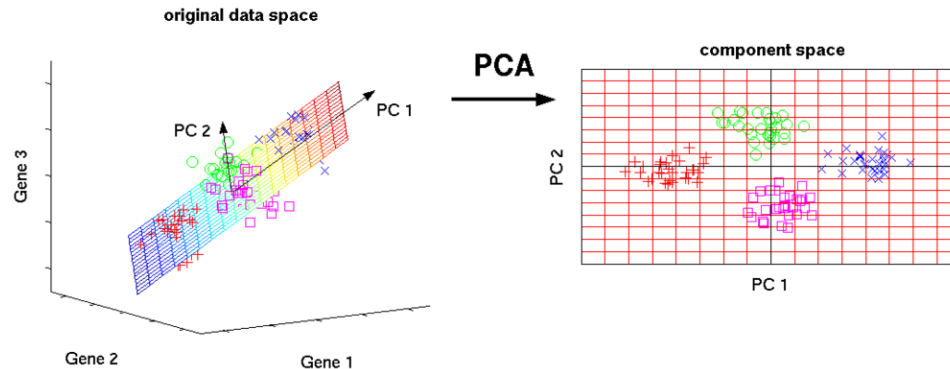 original data space
PC 1
PC 2
Gene 3
Gene 2
Gene 1
PCA
component space
PC 2
PC 1